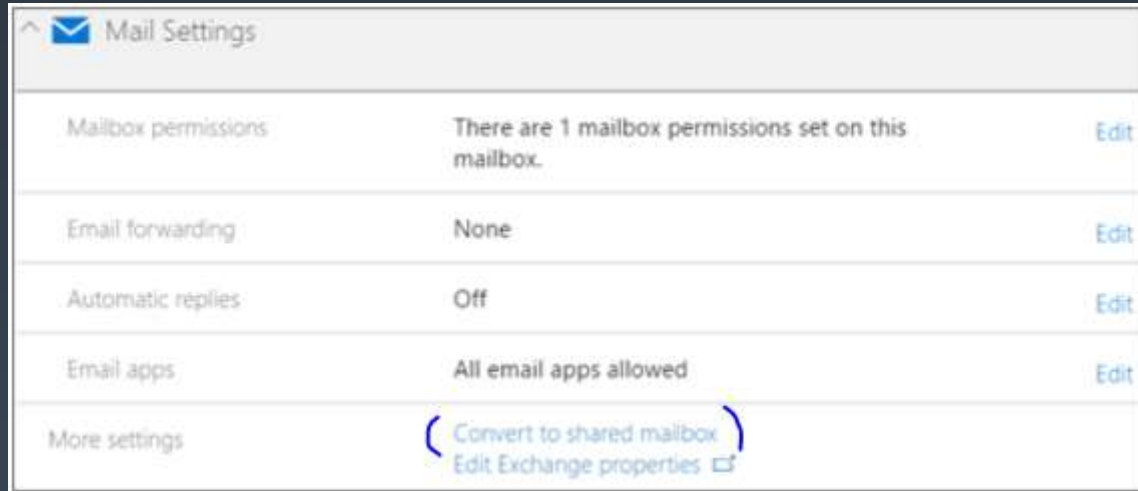 Mail Settings
Mailbox permissions
There are 1 mailbox permissions set on this
mailbox.
Edit
Email forwarding
None
Edit
Automatic replies
Off
Edit
Email apps
All email apps allowed
Edit
More settings
Convert to shared mailbox
Edit Exchange properties